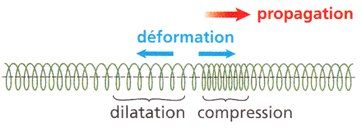 propagation
déformation
dilatation compression